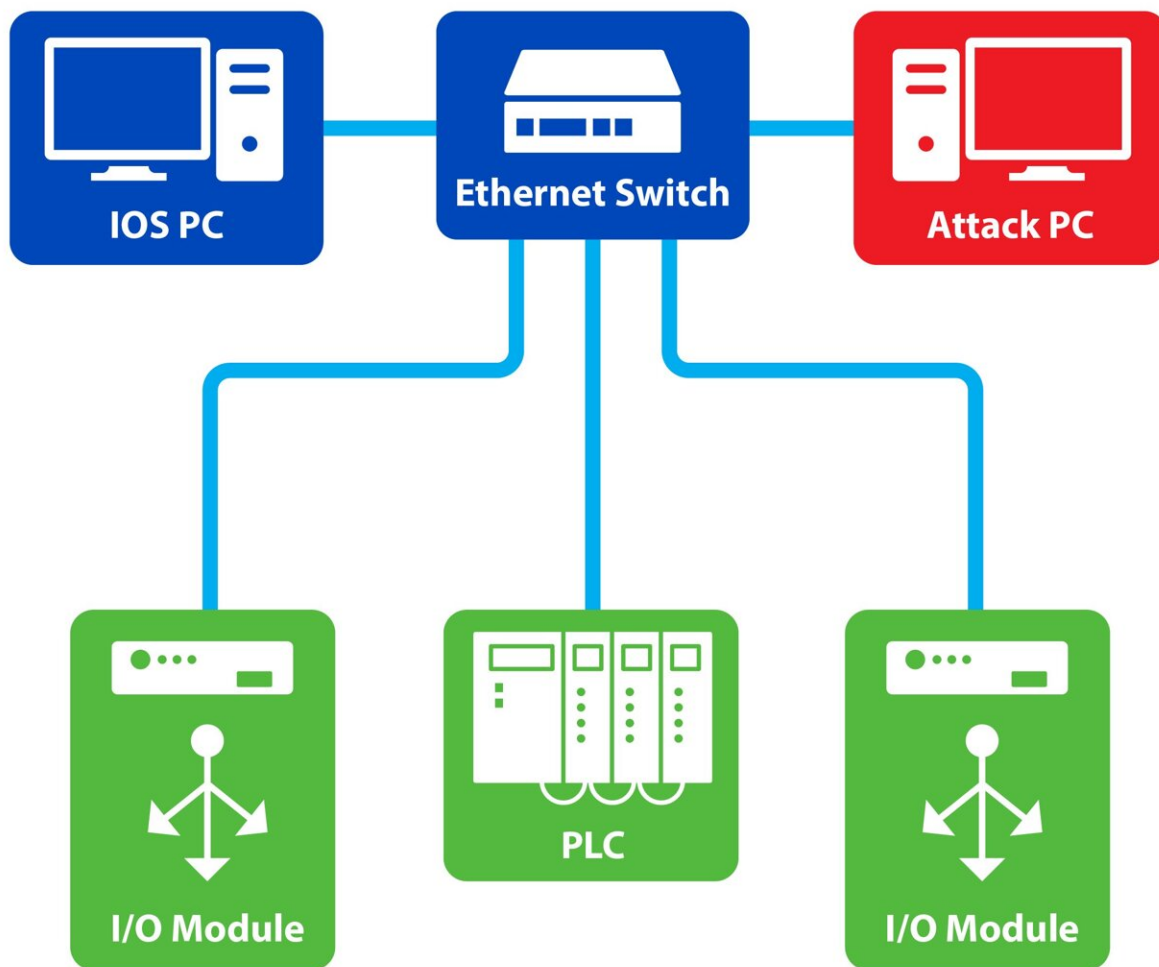 IOS PC
Ethernet Switch
Attack PC
I/O Module
PLC
I/O Module